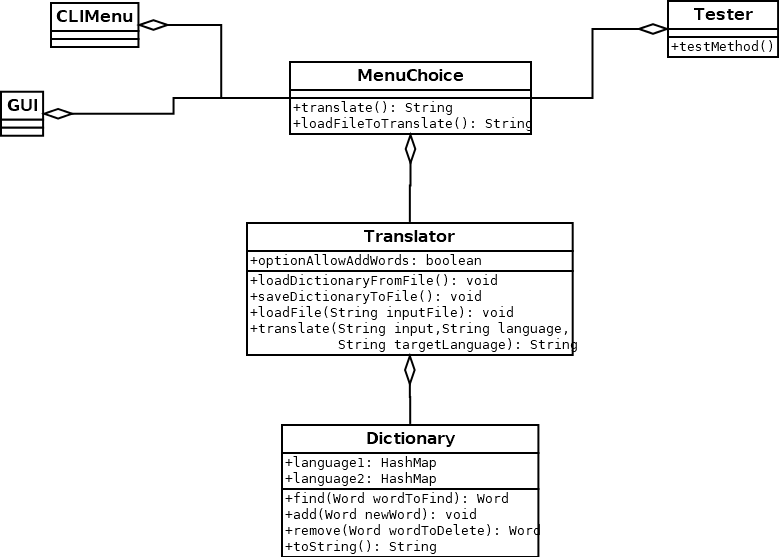 CLIMenu
Tester
+testMethod()
MenuChoice
+translate(): String
+loadFileToTranslate(): String
GUI
Translator
+optionAllowAddWords: boolean
+loadDictionaryFromFile(): void
+saveDictionaryToFile(): void
+loadFile(String inputFile): void
+translate(String input,String language,
String targetLanguage): String
Dictionary
+language1: HashMap
+language2: HashMap
+find(Word wordToFind): Word
+add(Word newWord): void
+remove(Word wordToDelete): Word
+toString(): String